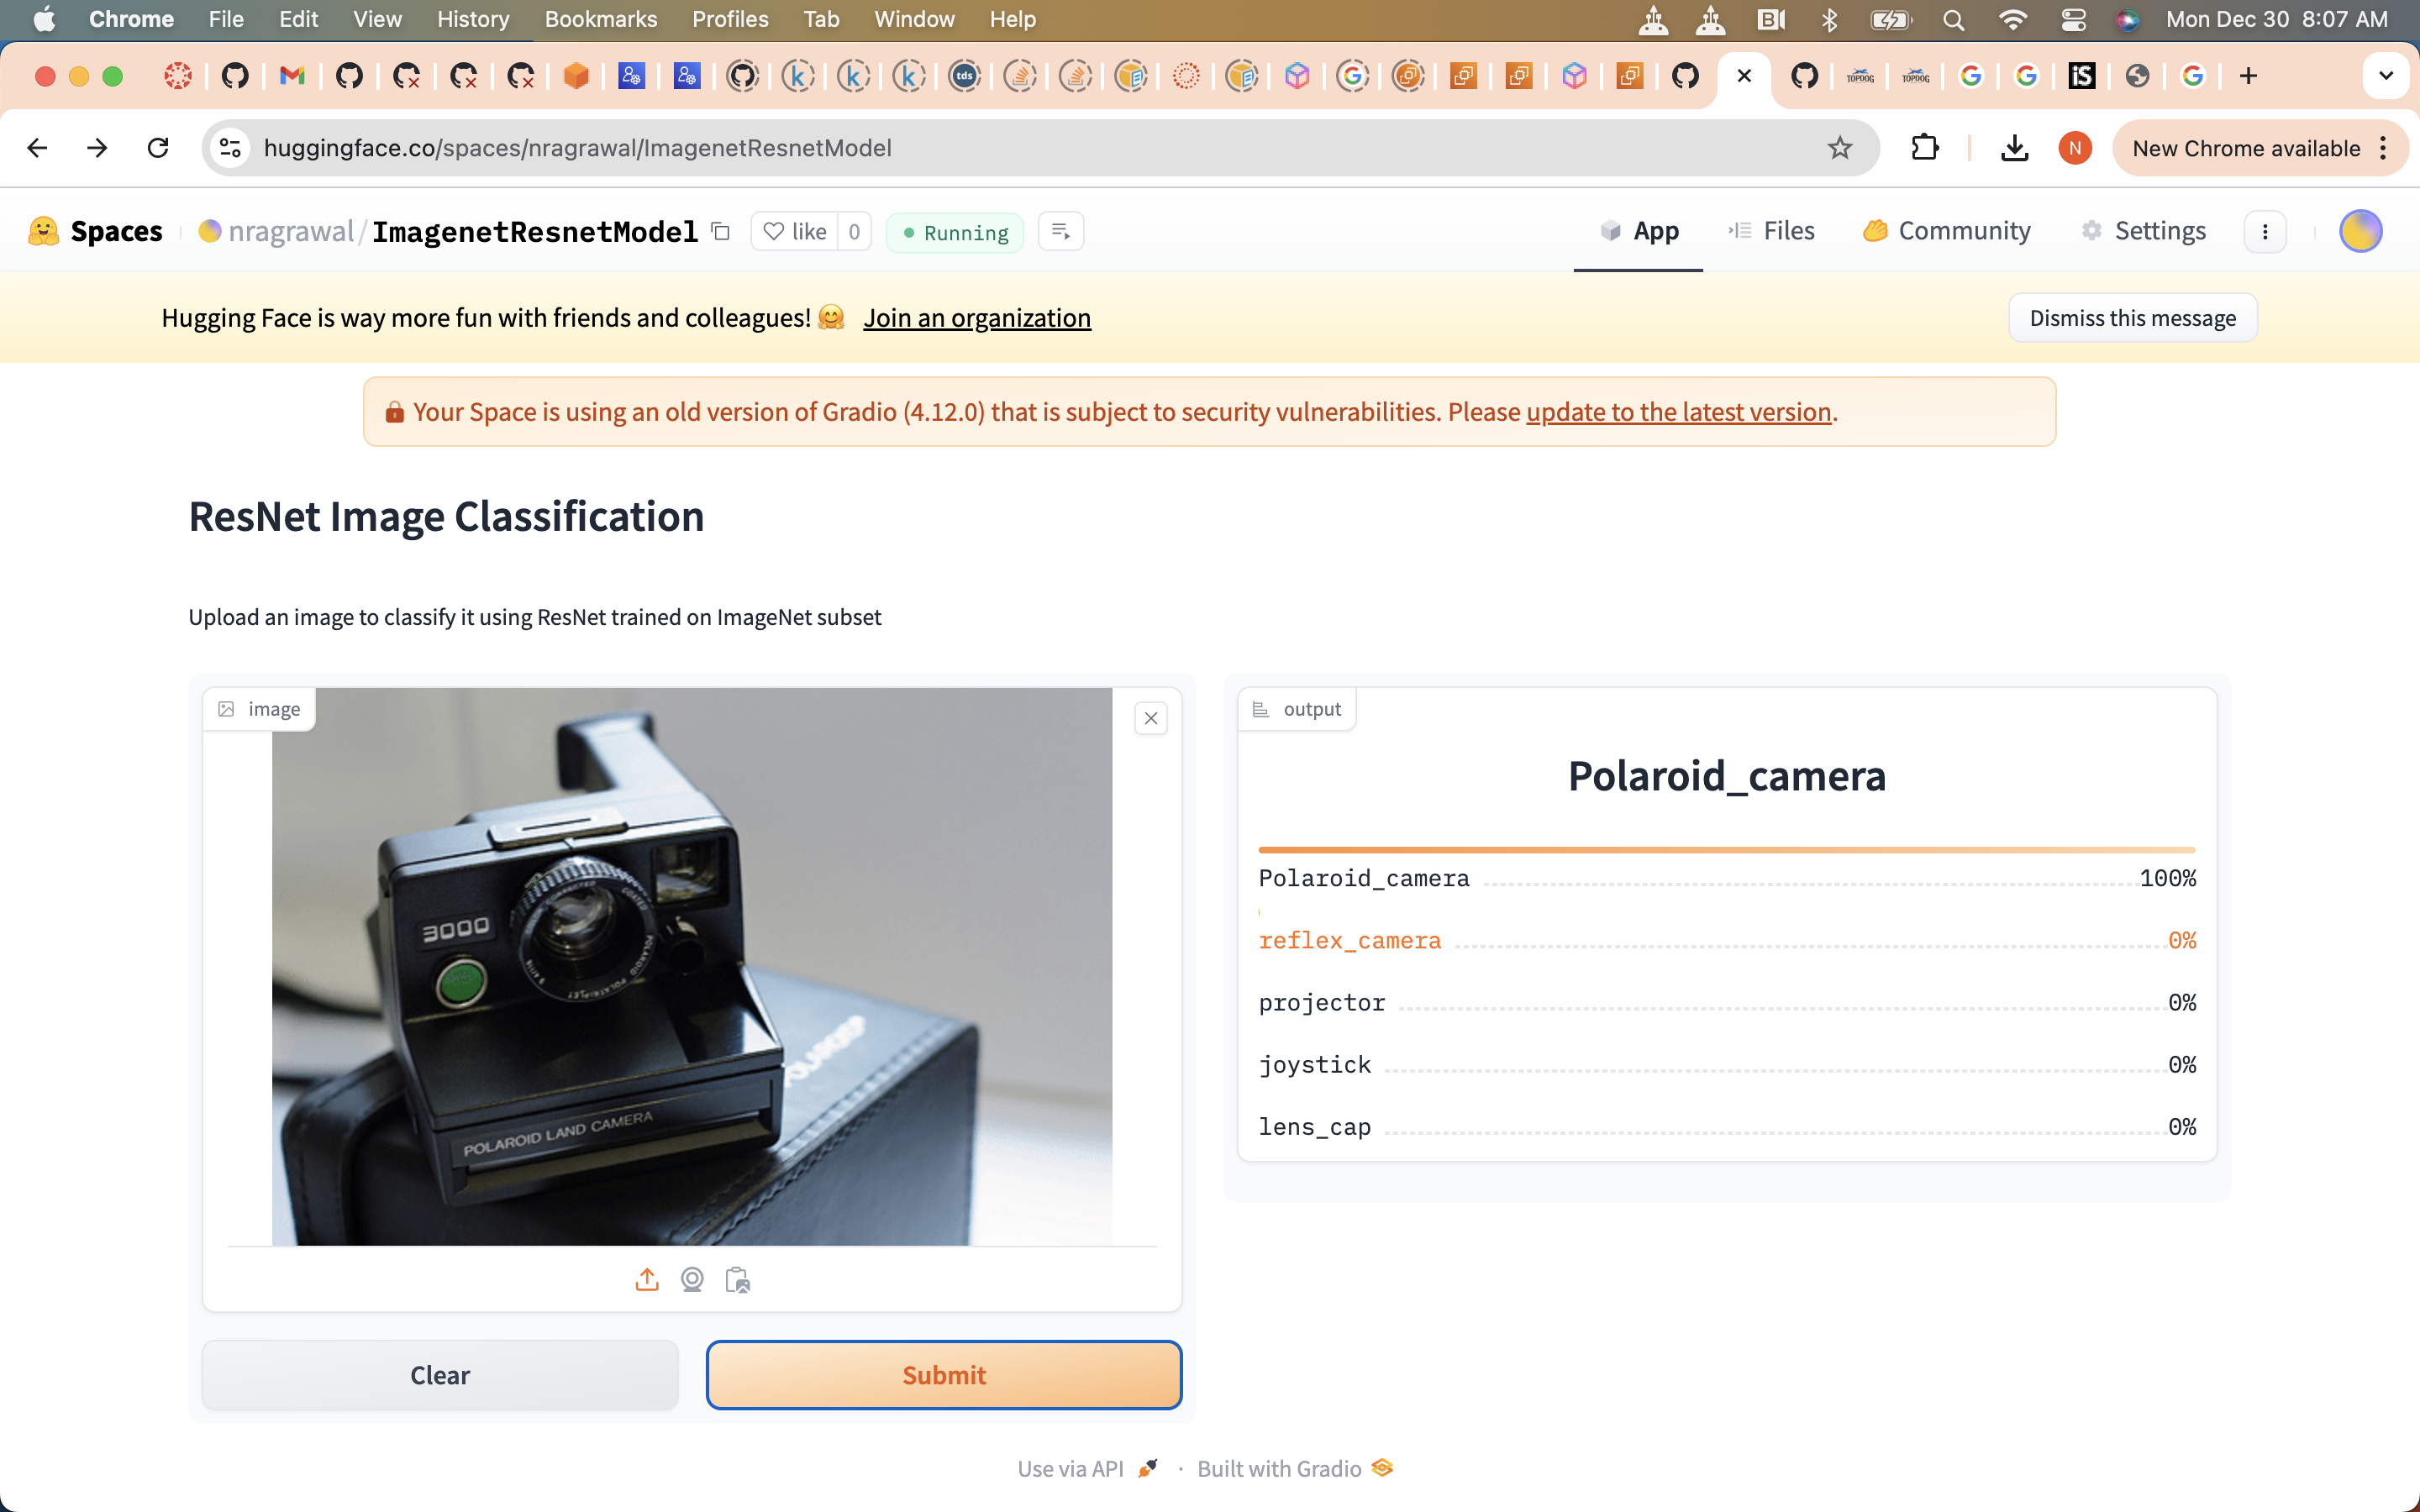 Chrome File Edit View History Bookmarks Profiles Tab Window Help Mon Dec 30 8:07 AM
tds TOPDOG TOPDOG iS
huggingface.co/spaces/nragrawal/ImagenetResnetModel N New Chrome available
Spaces nragrawal/ImagenetResnetModel like 0 Running App Files Community Settings
Hugging Face is way more fun with friends and colleagues! 🤗 Join an organization Dismiss this message
Your Space is using an old version of Gradio (4.12.0) that is subject to security vulnerabilities. Please update to the latest version.
ResNet Image Classification
Upload an image to classify it using ResNet trained on ImageNet subset
image
3000
POLAROID
POLAROID LAND CAMERA
Clear Submit
output
Polaroid_camera
Polaroid_camera 100%
reflex_camera 0%
projector 0%
joystick 0%
lens_cap 0%
Use via API · Built with Gradio